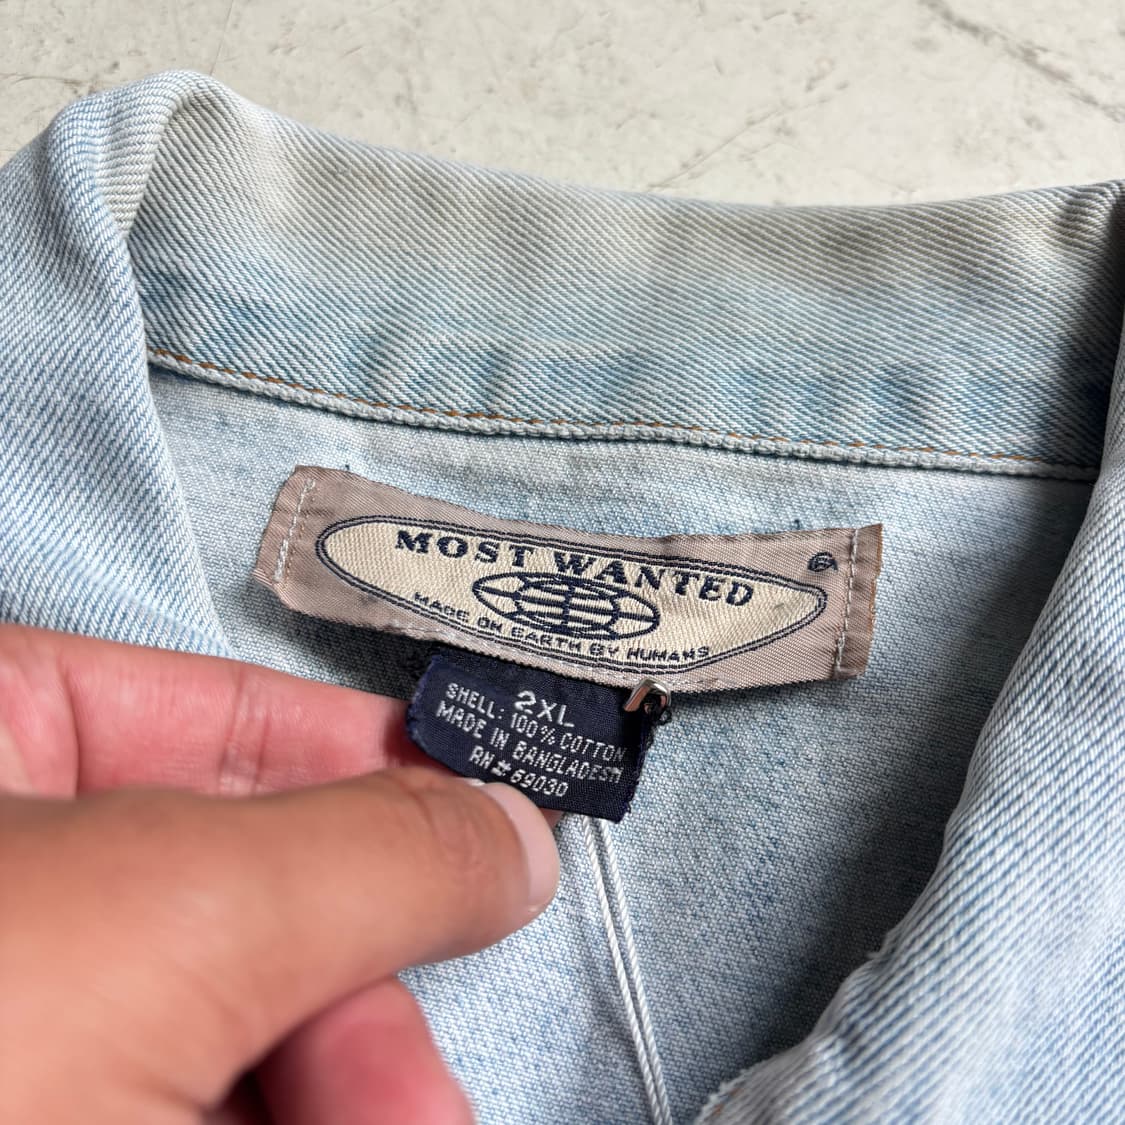 MOST WANTED
MADE ON EARTH BY HUMANS
2XL
SHELL: 100% COTTON
MADE IN BANGLADESH
RN # 69030